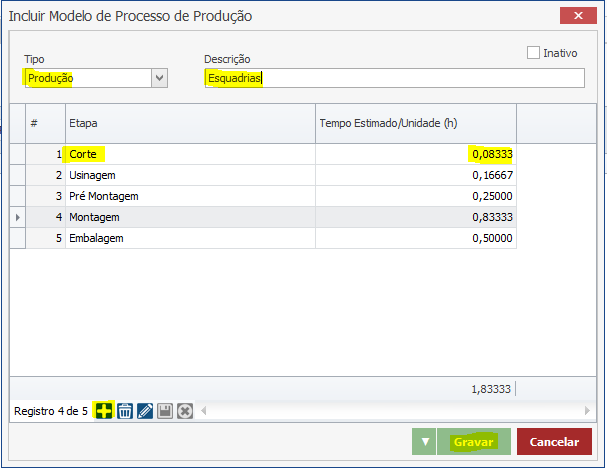 Incluir Modelo de Processo de Produção
Tipo Descrição Inativo
Produção Esquadrias
# Etapa Tempo Estimado/Unidade (h)
1 Corte 0,08333
2 Usinagem 0,16667
3 Pré Montagem 0,25000
4 Montagem 0,83333
5 Embalagem 0,50000
1,83333
Registro 4 de 5
Gravar Cancelar